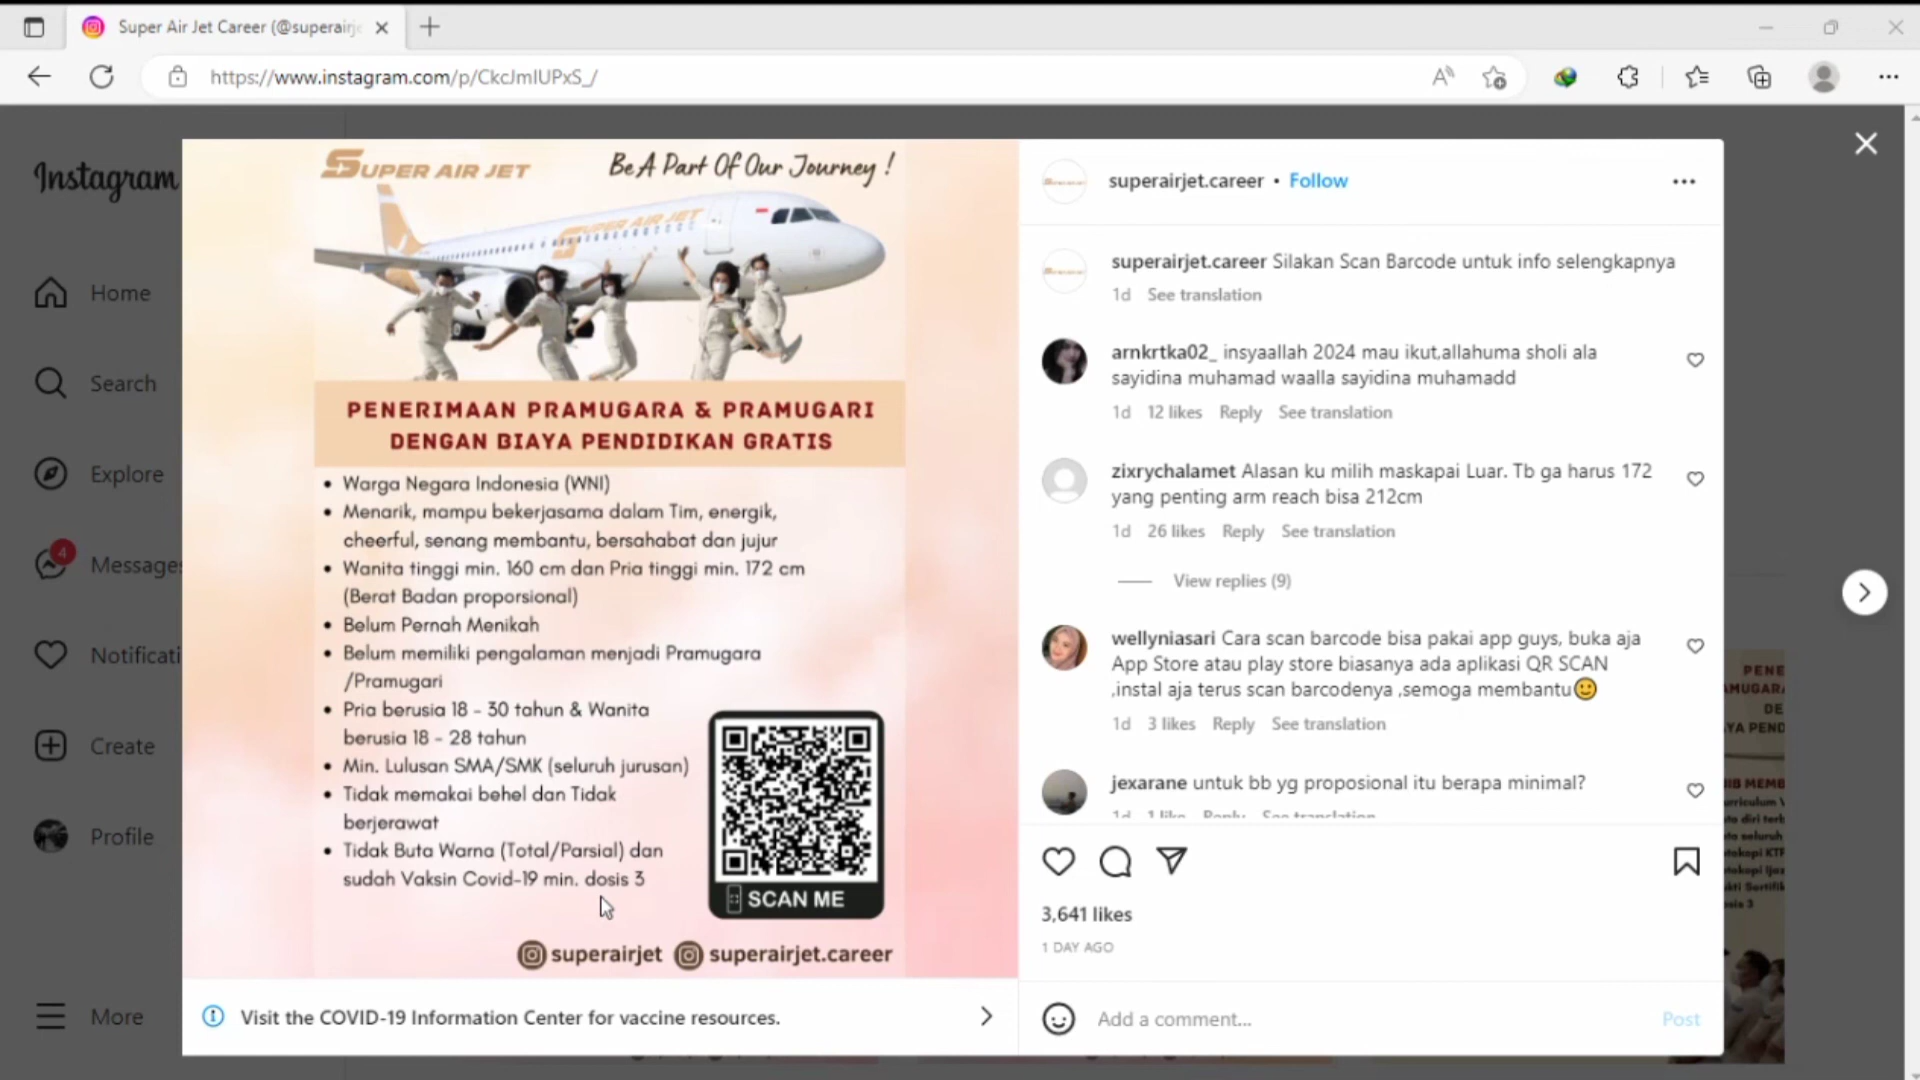 Super Air Jet Career (@superairje
https://www.instagram.com/p/CkcJmIUPxS_/
Instagram
Home
Search
Explore
4
Messages
Notificati
Create
Profile
More
SUPER AIR JET
Be A Part Of Our Journey !
SUPER AIR JET
PENERIMAAN PRAMUGARA & PRAMUGARI
DENGAN BIAYA PENDIDIKAN GRATIS
• Warga Negara Indonesia (WNI)
• Menarik, mampu bekerjasama dalam Tim, energik,
cheerful, senang membantu, bersahabat dan jujur
• Wanita tinggi min. 160 cm dan Pria tinggi min. 172 cm
(Berat Badan proporsional)
• Belum Pernah Menikah
• Belum memiliki pengalaman menjadi Pramugara
/Pramugari
• Pria berusia 18 - 30 tahun & Wanita
berusia 18 - 28 tahun
• Min. Lulusan SMA/SMK (seluruh jurusan)
• Tidak memakai behel dan Tidak
berjerawat
• Tidak Buta Warna (Total/Parsial) dan
sudah Vaksin Covid-19 min. dosis 3
SCAN ME
superairjet superairjet.career
Visit the COVID-19 Information Center for vaccine resources.
superairjet.career • Follow
superairjet.career Silakan Scan Barcode untuk info selengkapnya
1d See translation
arnkrtka02_ insyaallah 2024 mau ikut,allahuma sholi ala
sayidina muhamad waalla sayidina muhamadd
1d 12 likes Reply See translation
zixrychalamet Alasan ku milih maskapai Luar. Tb ga harus 172
yang penting arm reach bisa 212cm
1d 26 likes Reply See translation
View replies (9)
wellyniasari Cara scan barcode bisa pakai app guys, buka aja
App Store atau play store biasanya ada aplikasi QR SCAN
,instal aja terus scan barcodenya ,semoga membantu🙂
1d 3 likes Reply See translation
jexarane untuk bb yg proposional itu berapa minimal?
1d 1 like Reply See translation
3,641 likes
1 DAY AGO
Add a comment...
Post